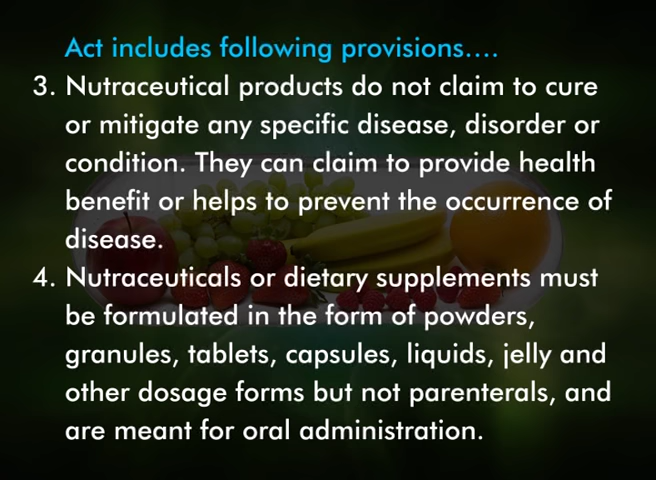 Act includes following provisions....
3. Nutraceutical products do not claim to cure
or mitigate any specific disease, disorder or
condition. They can claim to provide health
benefit or helps to prevent the occurrence of
disease.
4. Nutraceuticals or dietary supplements must
be formulated in the form of powders,
granules, tablets, capsules, liquids, jelly and
other dosage forms but not parenterals, and
are meant for oral administration.